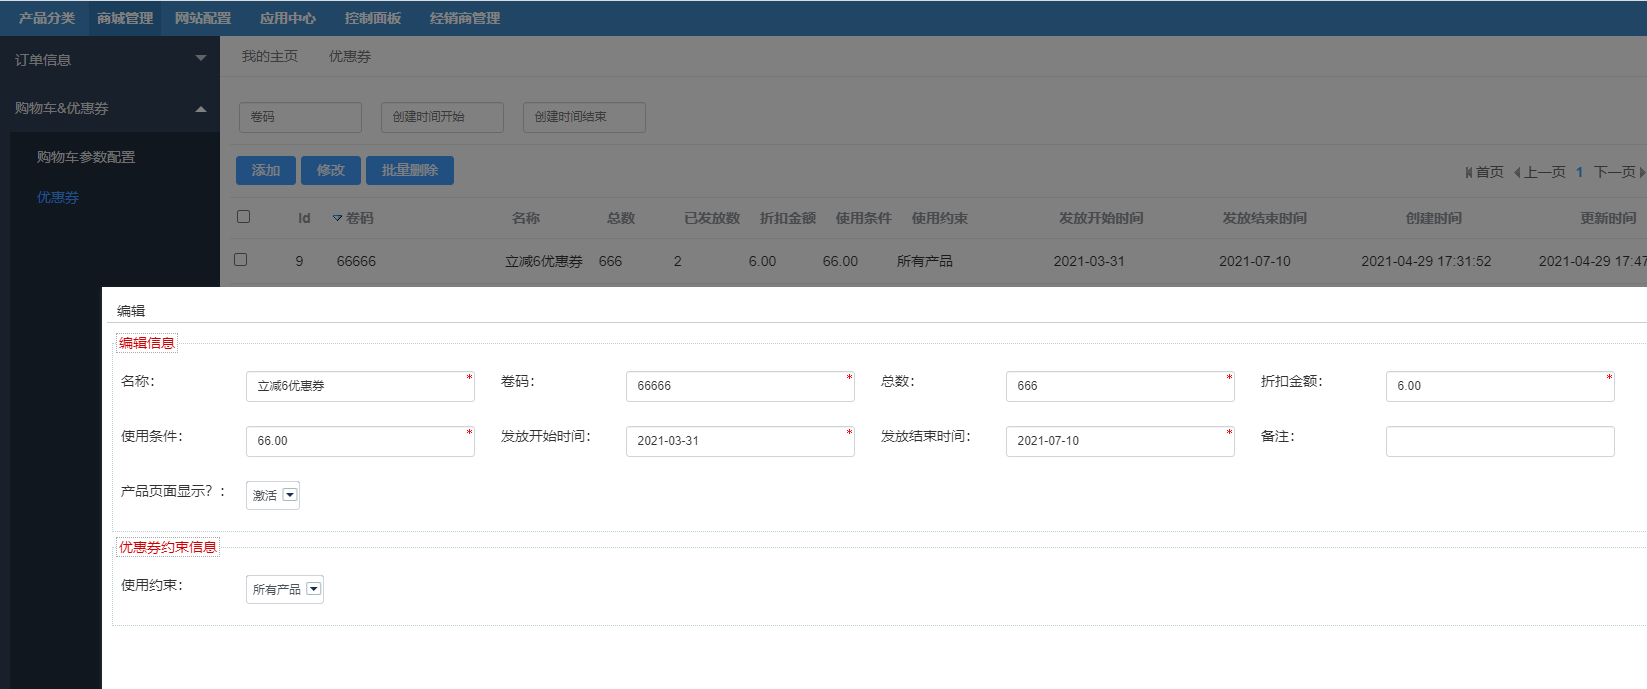 产品分类 商城管理 网站配置 应用中心 控制面板 经销商管理
订单信息
购物车&优惠券
购物车参数配置
优惠券
我的主页 优惠券
卷码 创建时间开始 创建时间结束
添加 修改 批量删除
首页 上一页 1 下一页
Id 卷码 名称 总数 已发放数 折扣金额 使用条件 使用约束 发放开始时间 发放结束时间 创建时间 更新时间
9 66666 立减6优惠券 666 2 6.00 66.00 所有产品 2021-03-31 2021-07-10 2021-04-29 17:31:52 2021-04-29 17:47
编辑
编辑信息
名称: 立减6优惠券 * 卷码: 66666 * 总数: 666 * 折扣金额: 6.00 *
使用条件: 66.00 * 发放开始时间: 2021-03-31 * 发放结束时间: 2021-07-10 * 备注:
产品页面显示? : 激活
优惠券约束信息
使用约束: 所有产品